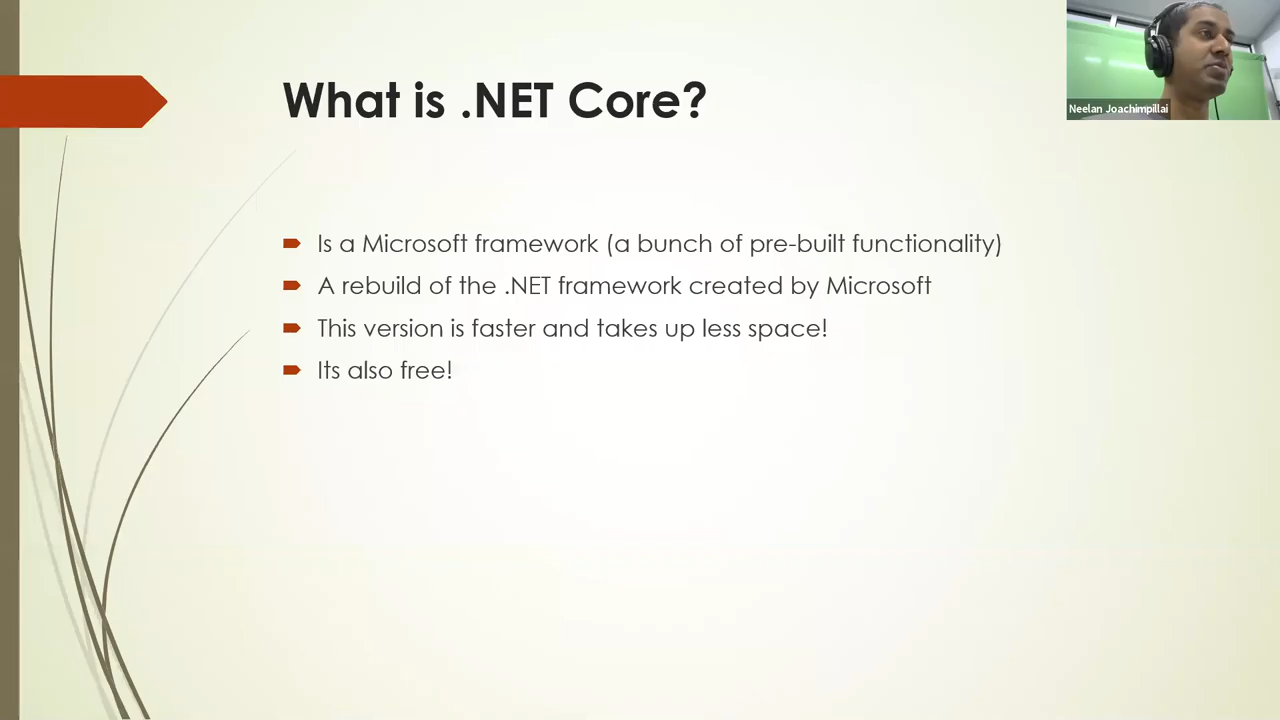 What is .NET Core?
Neelan Joachimpillai
Is a Microsoft framework (a bunch of pre-built functionality)
A rebuild of the .NET framework created by Microsoft
This version is faster and takes up less space!
Its also free!